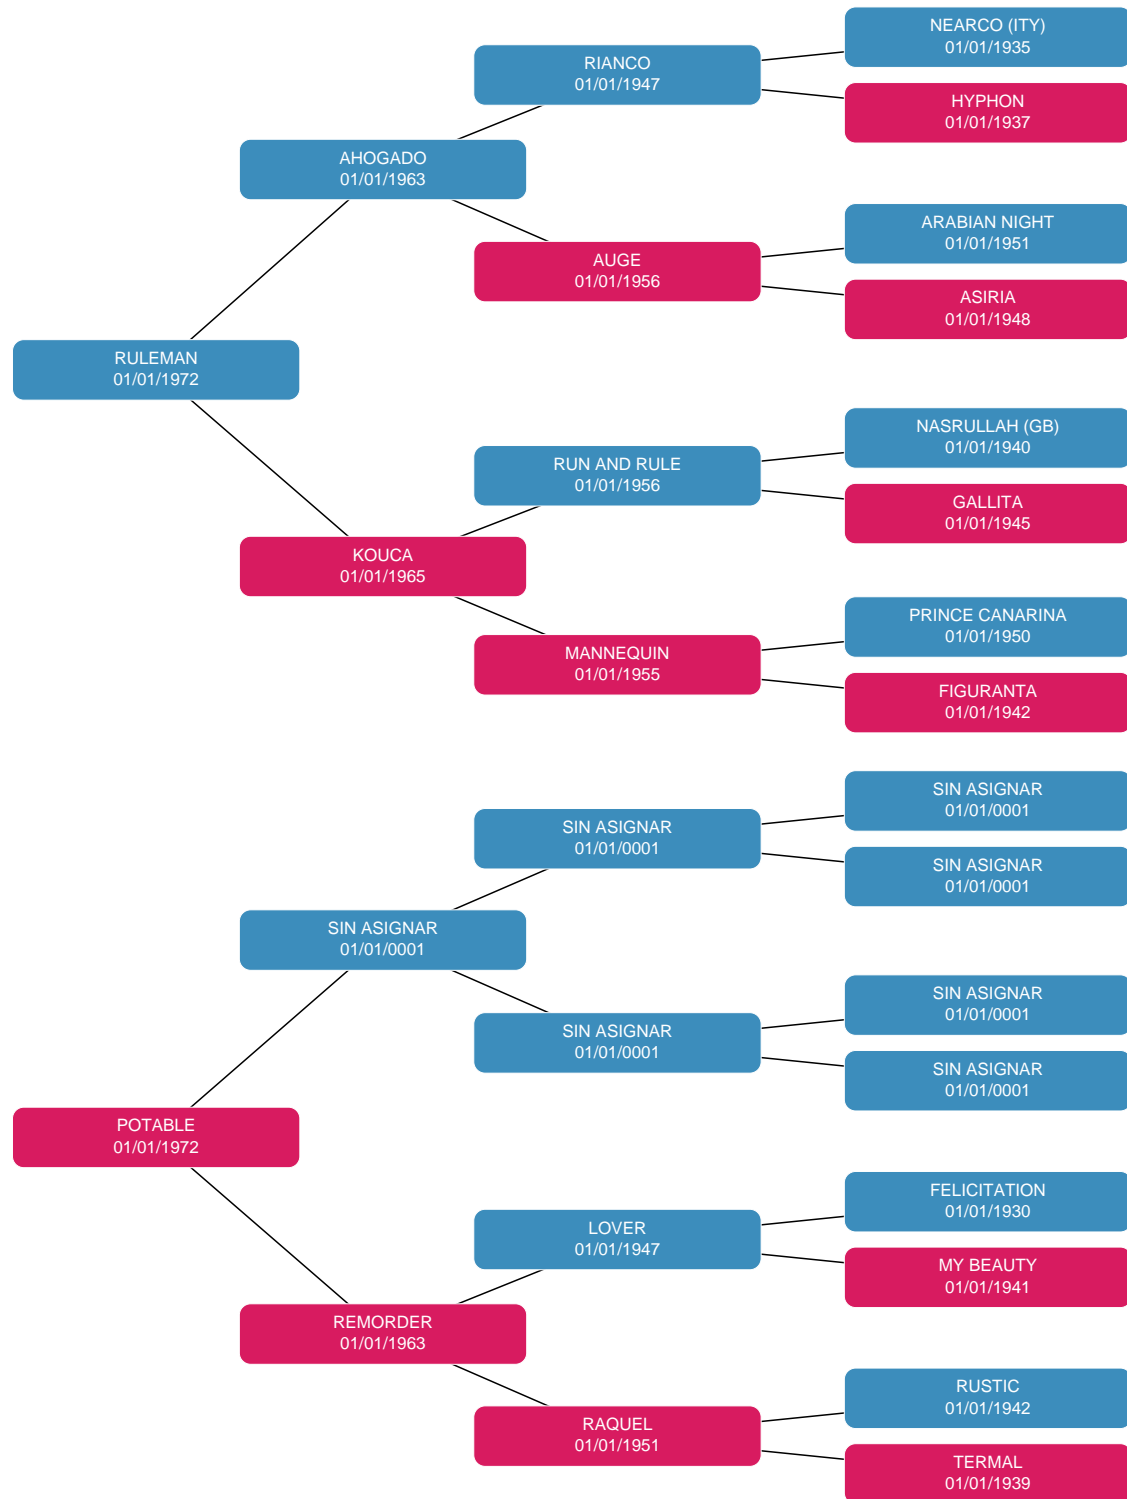 NEARCO (ITY)
01/01/1935
RIANCO
01/01/1947
HYPHON
01/01/1937
AHOGADO
01/01/1963
ARABIAN NIGHT
01/01/1951
AUGE
01/01/1956
ASIRIA
01/01/1948
RULEMAN
01/01/1972
NASRULLAH (GB)
01/01/1940
RUN AND RULE
01/01/1956
GALLITA
01/01/1945
KOUCA
01/01/1965
PRINCE CANARINA
01/01/1950
MANNEQUIN
01/01/1955
FIGURANTA
01/01/1942
SIN ASIGNAR
01/01/0001
SIN ASIGNAR
01/01/0001
SIN ASIGNAR
01/01/0001
SIN ASIGNAR
01/01/0001
SIN ASIGNAR
01/01/0001
SIN ASIGNAR
01/01/0001
SIN ASIGNAR
01/01/0001
POTABLE
01/01/1972
FELICITATION
01/01/1930
LOVER
01/01/1947
MY BEAUTY
01/01/1941
REMORDER
01/01/1963
RUSTIC
01/01/1942
RAQUEL
01/01/1951
TERMAL
01/01/1939